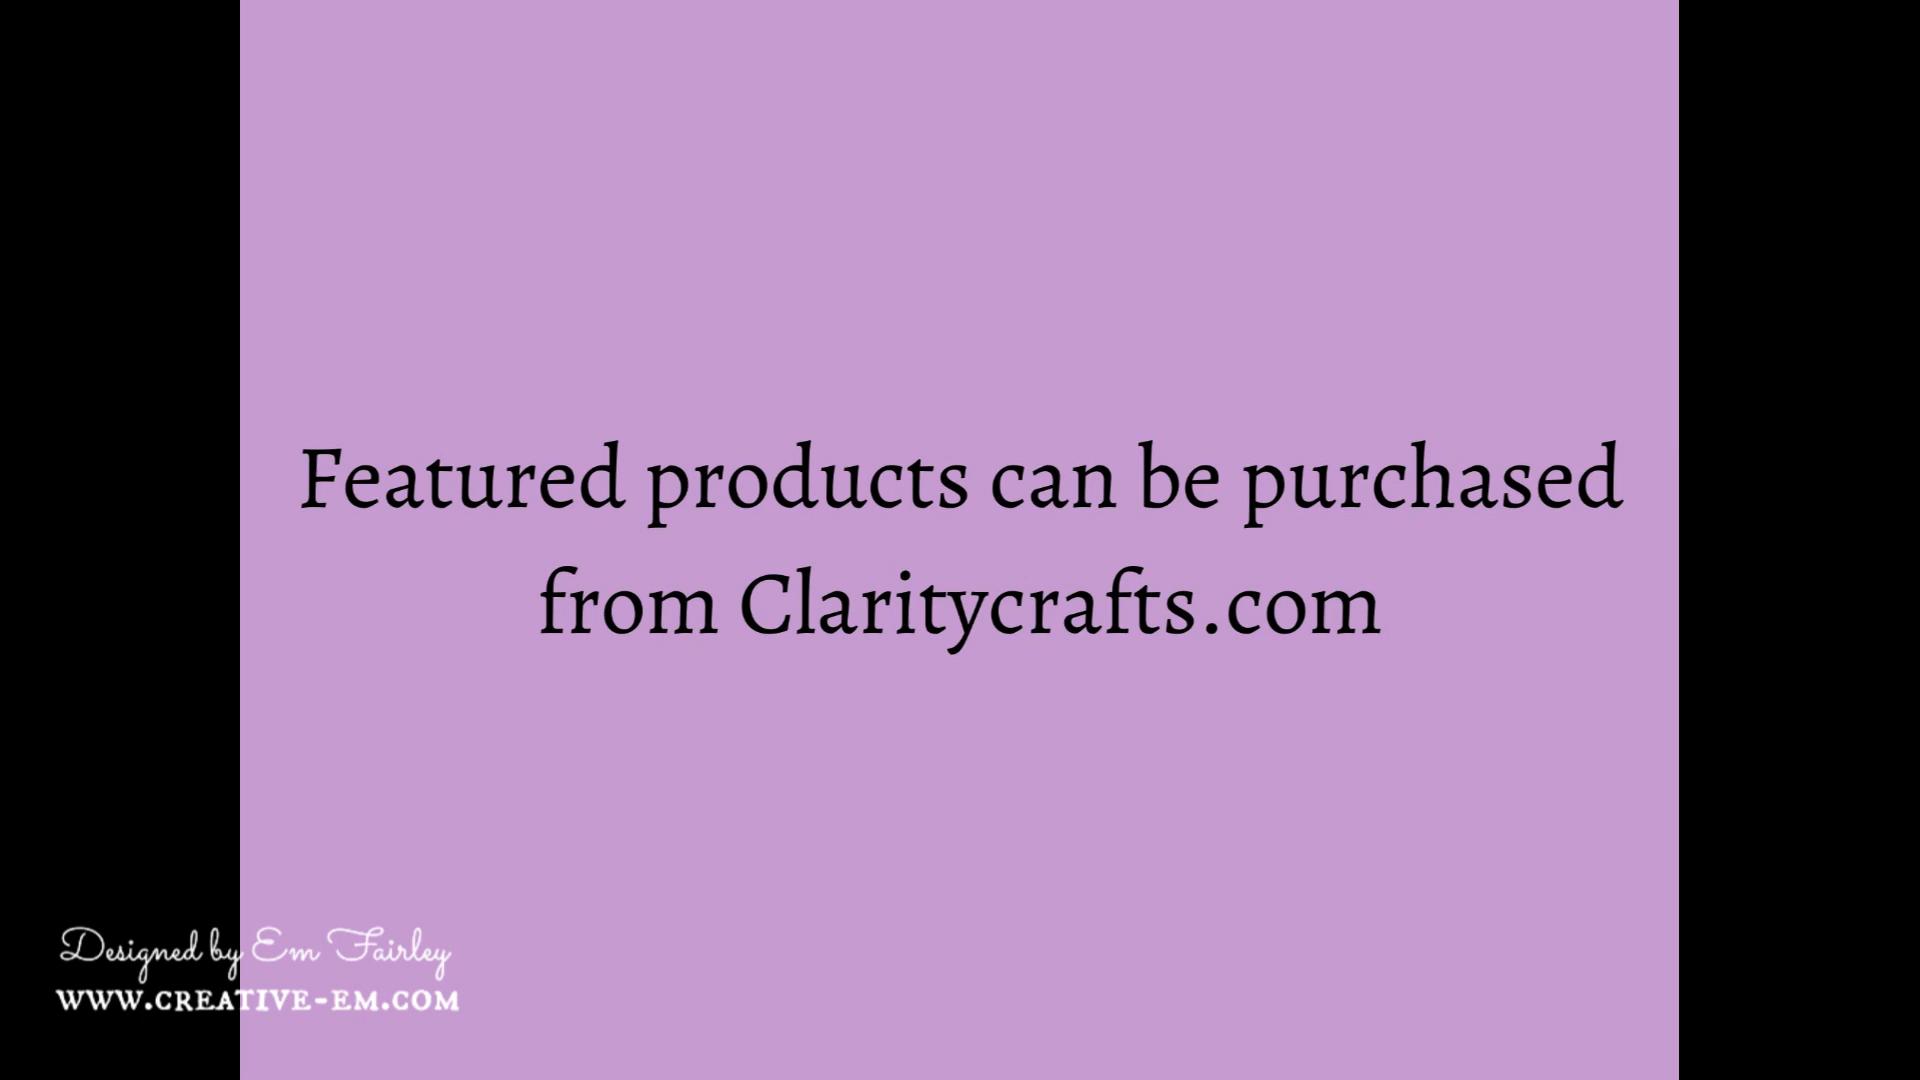 Featured products can be purchased
from Claritycrafts.com
Designed by Em Fairley
WWW.CREATIVE-EM.COM